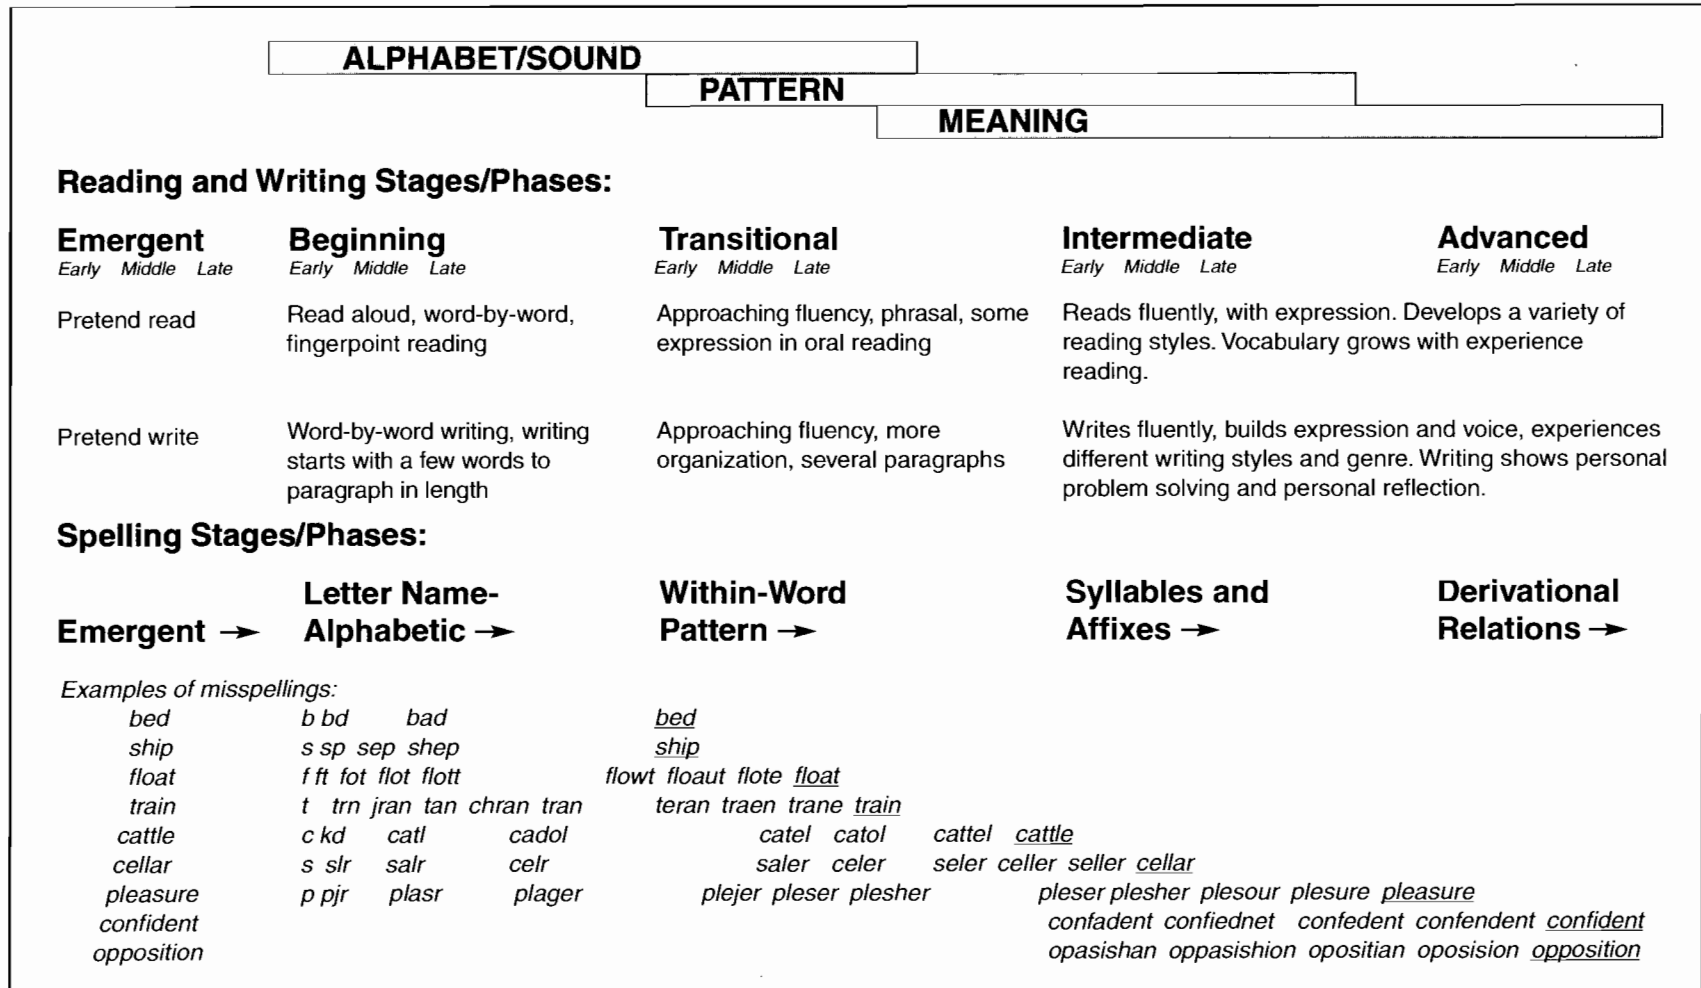 ALPHABET/SOUND
PATTERN
MEANING
Reading and Writing Stages/Phases:
Emergent Beginning Transitional Intermediate Advanced
Early Middle Late Early Middle Late Early Middle Late Early Middle Late Early Middle Late
Pretend read
Read aloud, word-by-word,
fingerpoint reading
Approaching fluency, phrasal, some
expression in oral reading
Reads fluently, with expression. Develops a variety of
reading styles. Vocabulary grows with experience
reading.
Pretend write
Word-by-word writing, writing
starts with a few words to
paragraph in length
Approaching fluency, more
organization, several paragraphs
Writes fluently, builds expression and voice, experiences
different writing styles and genre. Writing shows personal
problem solving and personal reflection.
Spelling Stages/Phases:
Emergent →
Letter Name-
Alphabetic →
Within-Word
Pattern →
Syllables and
Affixes →
Derivational
Relations →
Examples of misspellings:
bed b bd bad bed
ship s sp sep shep ship
float f ft fot flot flott flowt floaut flote float
train t trn jran tan chran tran teran traen trane train
cattle c kd catl cadol catel catol cattel cattle
cellar s slr salr celr saler celer seler celler seller cellar
pleasure p pjr plasr plager plejer pleser plesher pleser plesher plesour plesure pleasure
confident confadent confiednet confedent confendent confident
opposition opasishan oppasishion opositian oposision opposition